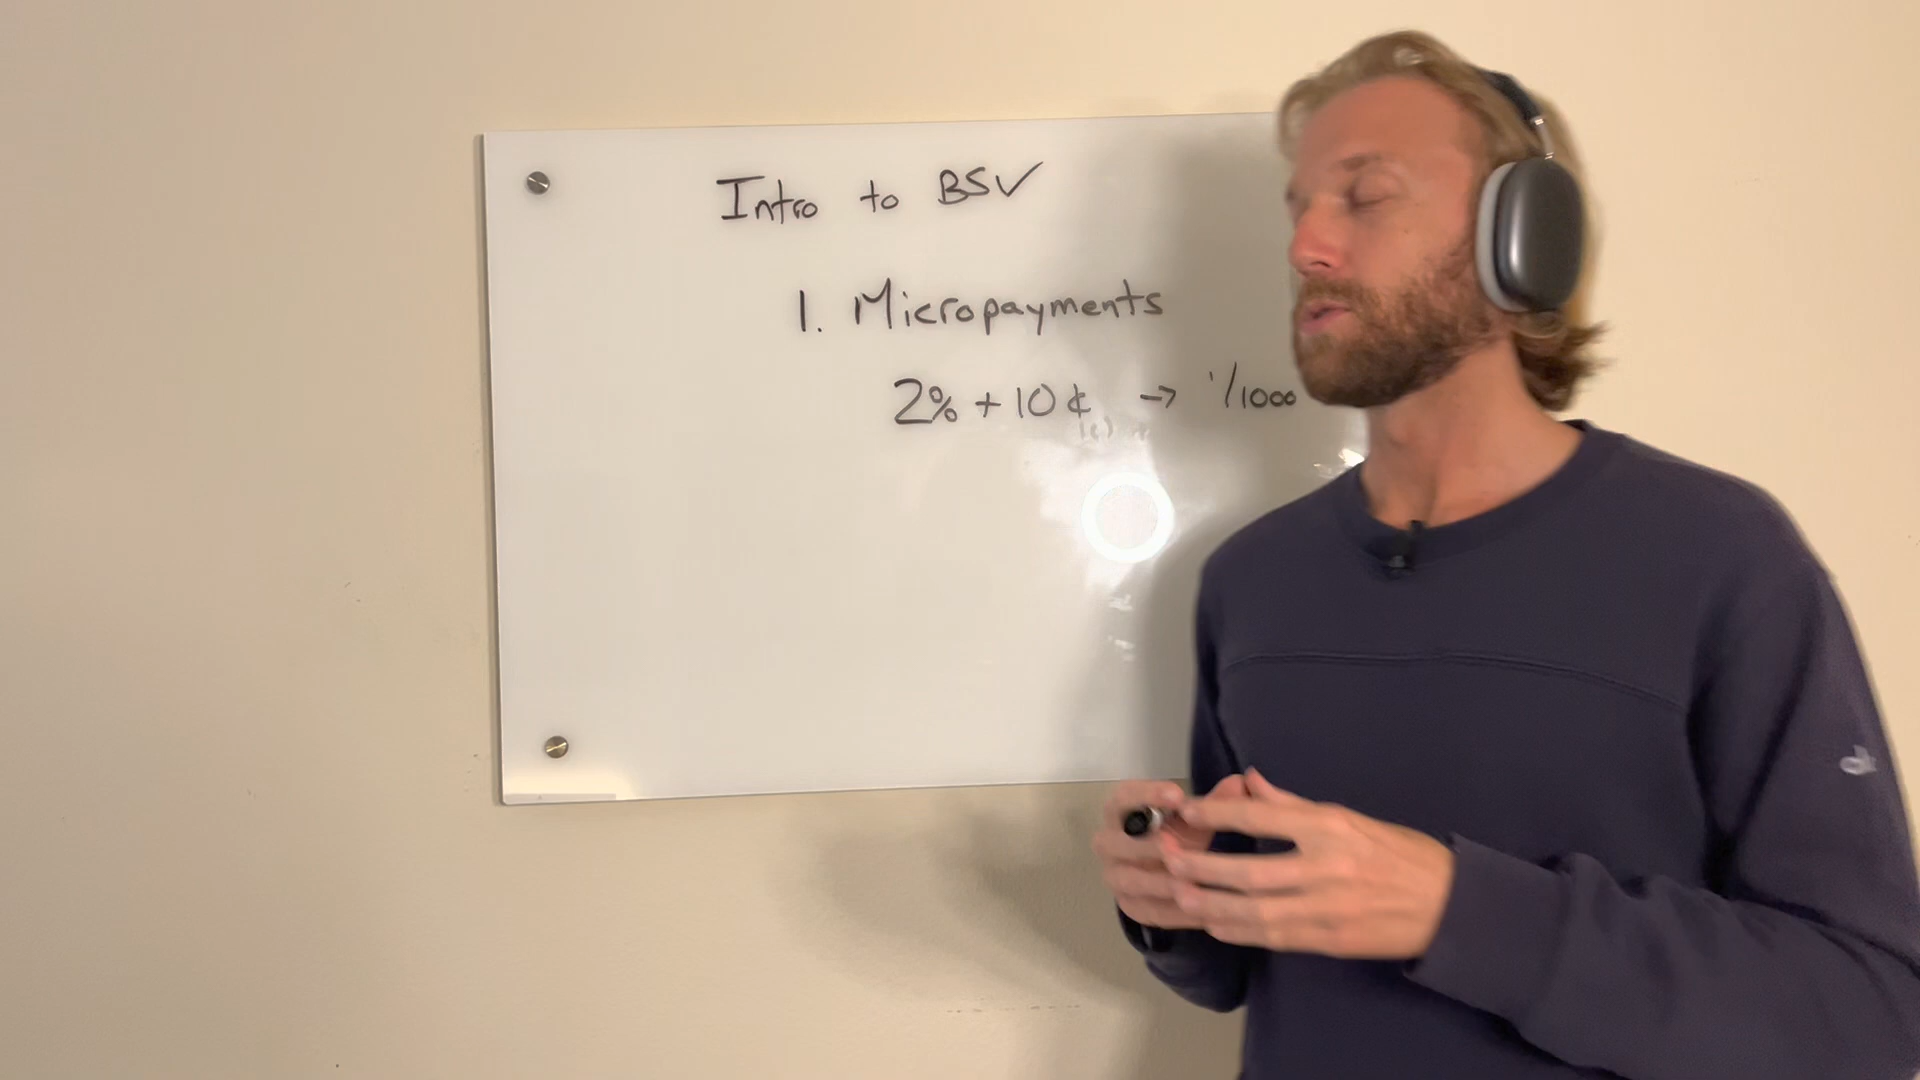 Intro to BSV
1. Micropayments
2% + 10¢ → 1/1000